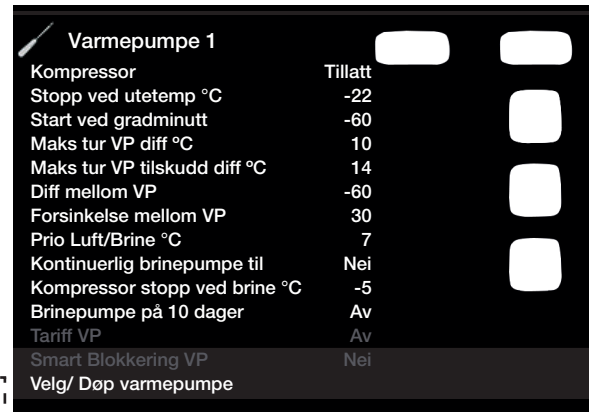 Varmepumpe 1
Kompressor Tillatt
Stopp ved utetemp °C -22
Start ved gradminutt -60
Maks tur VP diff ºC 10
Maks tur VP tilskudd diff ºC 14
Diff mellom VP -60
Forsinkelse mellom VP 30
Prio Luft/Brine °C 7
Kontinuerlig brinepumpe til Nei
Kompressor stopp ved brine °C -5
Brinepumpe på 10 dager Av
Tariff VP Av
Smart Blokkering VP Nei
Velg/ Døp varmepumpe